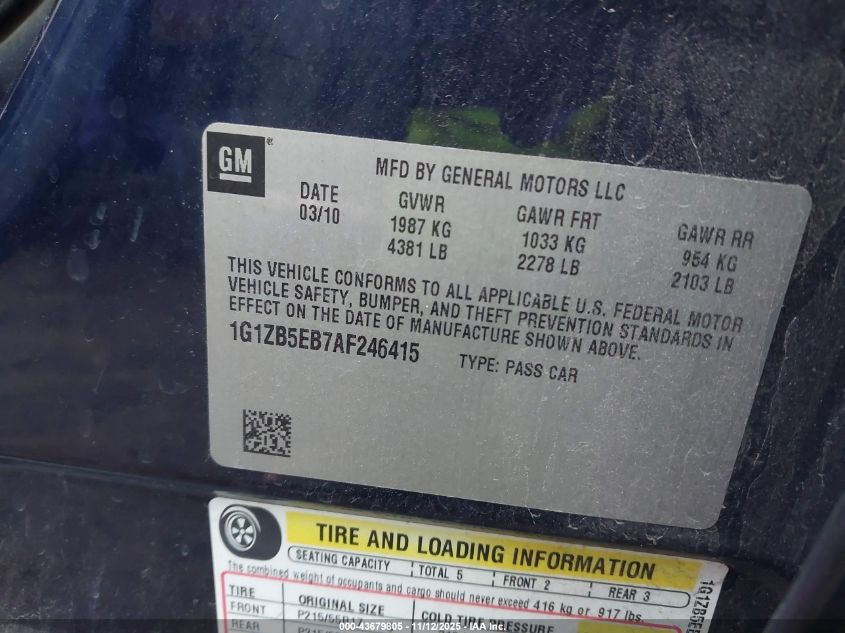 GM ®
MFD BY GENERAL MOTORS LLC
DATE GVWR GAWR FRT GAWR RR
03/10 1987 KG 1033 KG 954 KG
4381 LB 2278 LB 2103 LB
THIS VEHICLE CONFORMS TO ALL APPLICABLE U.S. FEDERAL MOTOR
VEHICLE SAFETY, BUMPER, AND THEFT PREVENTION STANDARDS IN
EFFECT ON THE DATE OF MANUFACTURE SHOWN ABOVE.
1G1ZB5EB7AF246415 TYPE: PASS CAR
TIRE AND LOADING INFORMATION
SEATING CAPACITY TOTAL 5 FRONT 2 REAR 3
The combined weight of occupants and cargo should never exceed 416 kg or 917 lbs.
TIRE ORIGINAL SIZE COLD TIRE PRESSURE
FRONT
REAR
1G1ZB5EB
000-43679805 - 11/12/2025 -